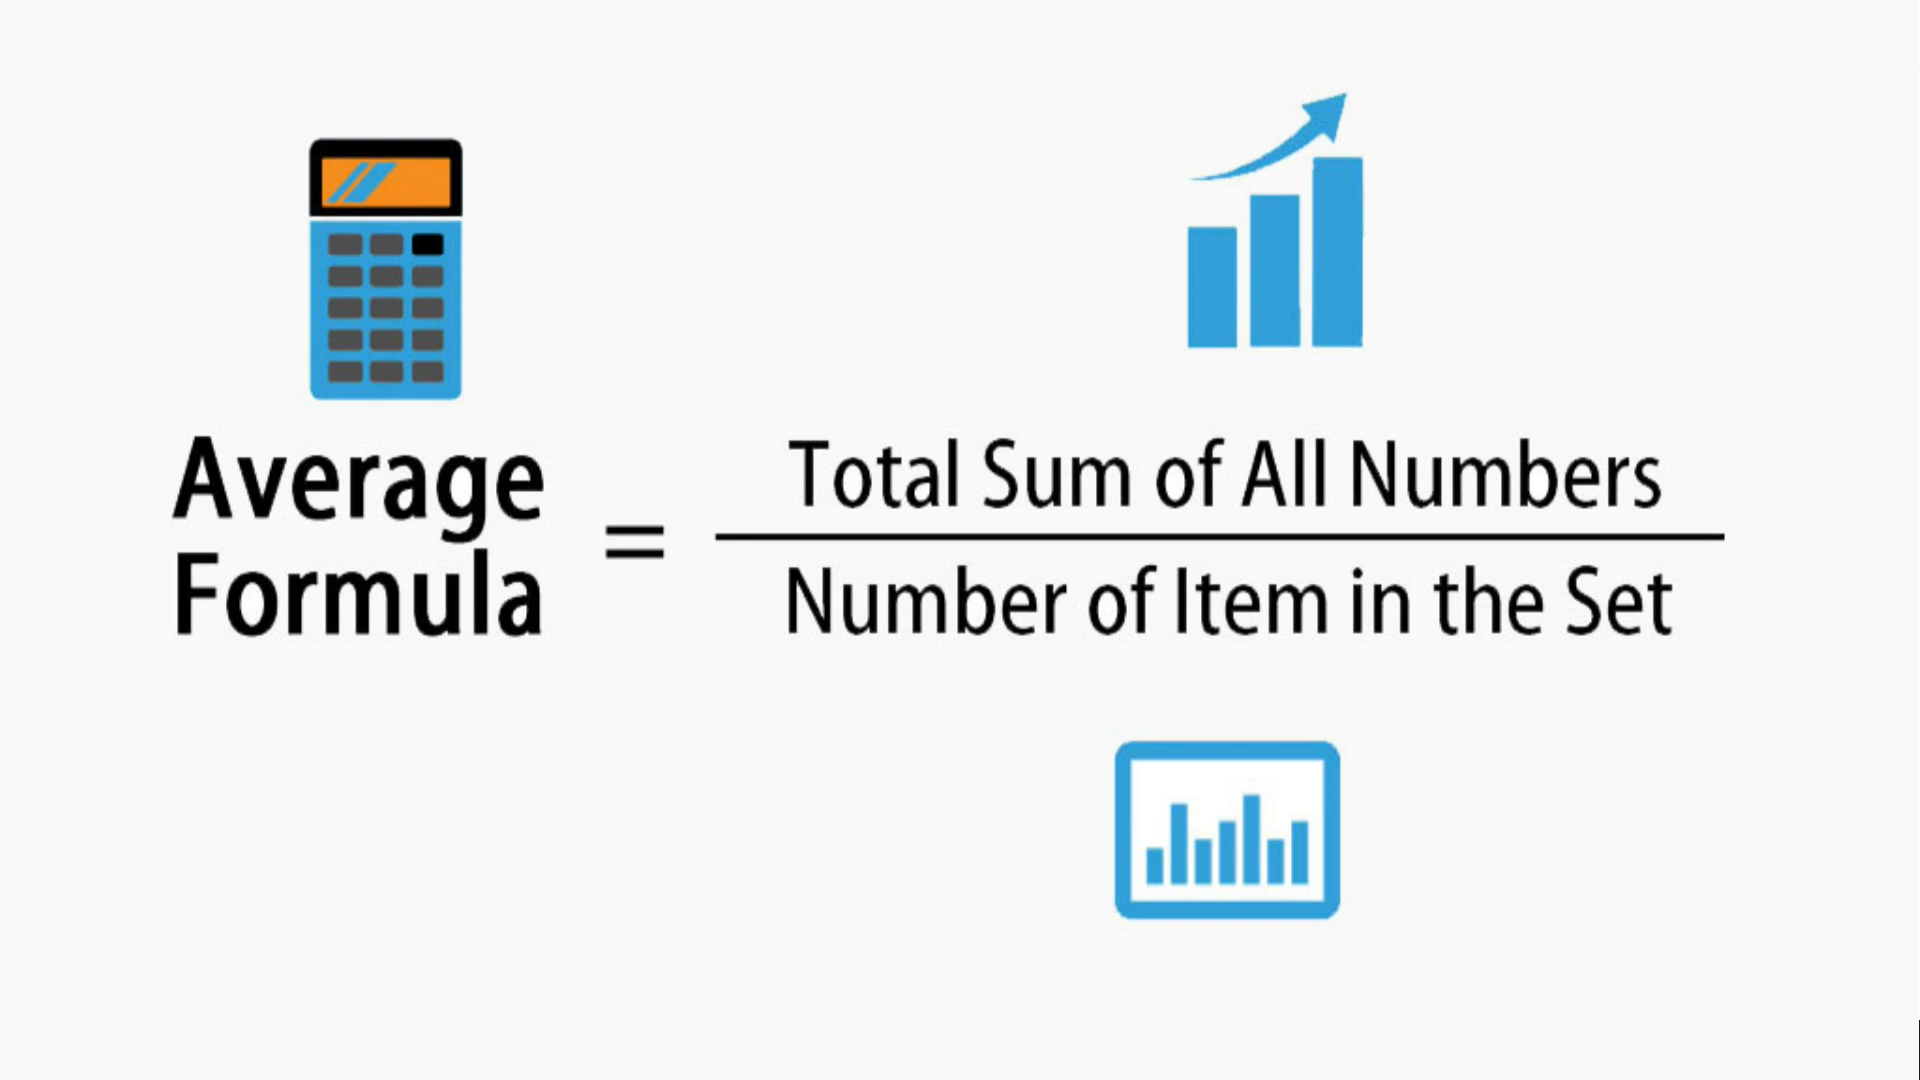 Average
Formula
=
Total Sum of All Numbers
Number of Item in the Set